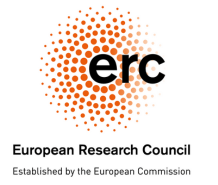 erc
European Research Council
Established by the European Commission